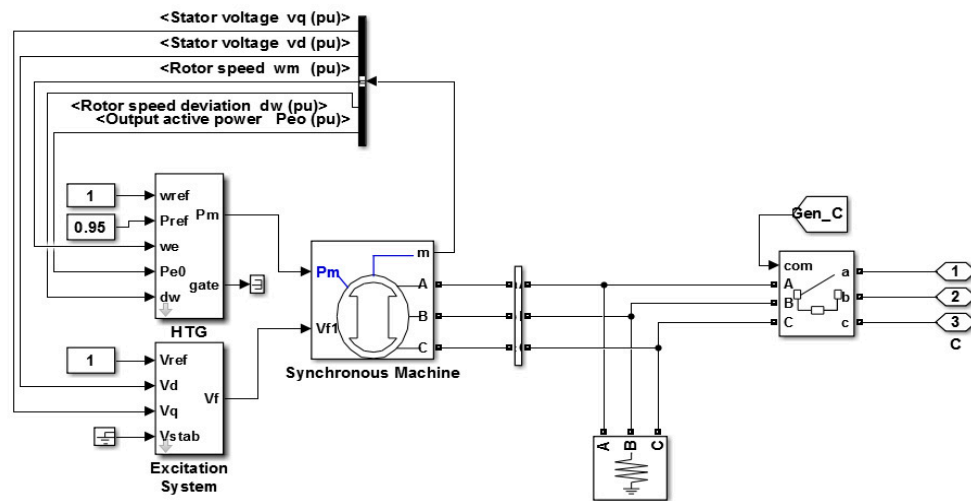 <Stator voltage vq (pu)>
<Stator voltage vd (pu)>
<Rotor speed wm (pu)>
<Rotor speed deviation dw (pu)>
<Output active power Peo (pu)>
1
wref
0.95
Pref
Pm
we
Pe0
gate
dw
HTG
1
Vref
Vd
Vf
Vq
Vstab
Excitation
System
Pm
m
A
Vf1
B
C
Synchronous Machine
A
B
C
Gen_C
com
A
B
C
a
b
c
1
2
3
C